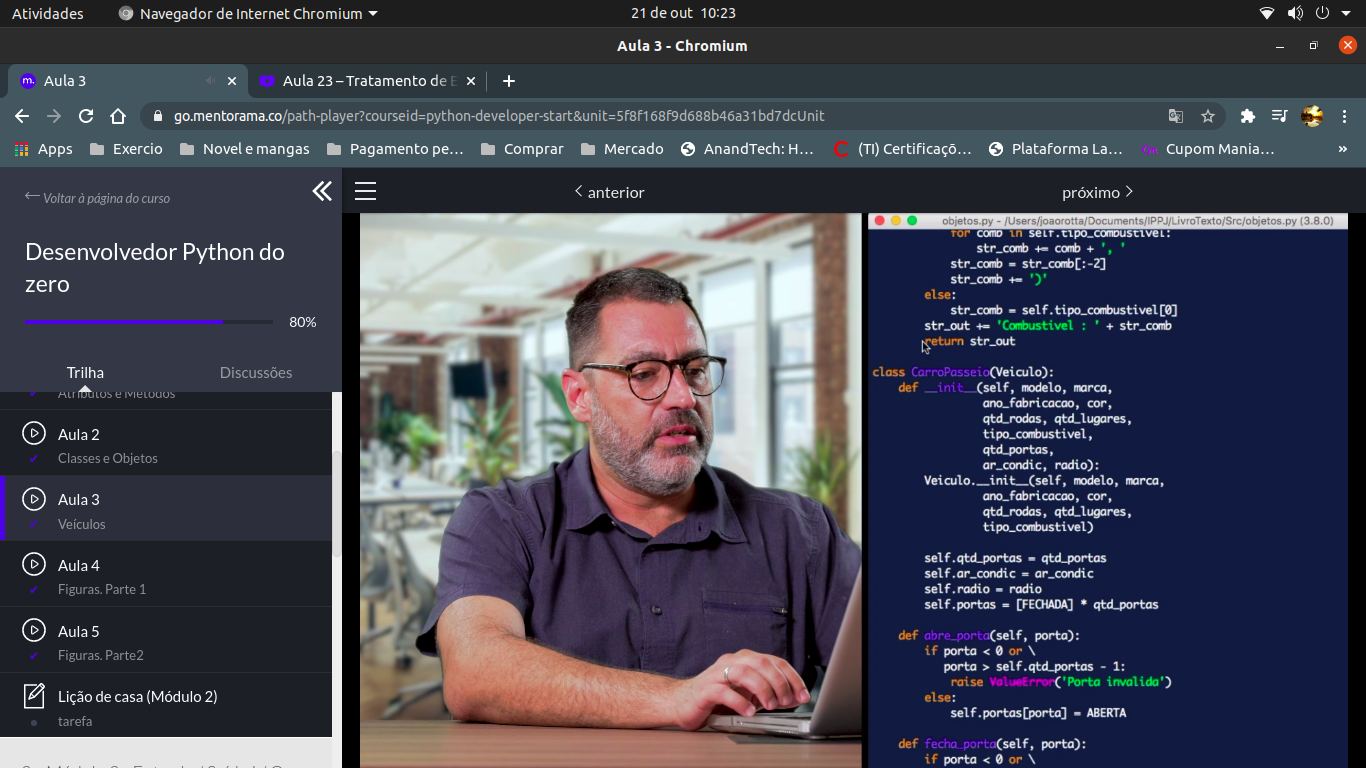 Atividades
Navegador de Internet Chromium
21 de out 10:23
Aula 3 - Chromium
m. Aula 3
Aula 23 – Tratamento de E
go.mentorama.co/path-player?courseid=python-developer-start&unit=5f8f168f9d688b46a31bd7dcUnit
Apps
Exercio
Novel e mangas
Pagamento pe...
Comprar
Mercado
AnandTech: H...
(TI) Certificaçõ...
Plataforma La...
Cupom Mania...
»
Voltar à página do curso
Desenvolvedor Python do
zero
80%
Trilha
Discussões
Atributos e Métodos
Aula 2
Classes e Objetos
Aula 3
Veículos
Aula 4
Figuras. Parte 1
Aula 5
Figuras. Parte2
Lição de casa (Módulo 2)
tarefa
anterior
próximo
objetos.py - /Users/joaorotta/Documents/IPPJ/LivroTexto/Src/objetos.py (3.8.0)
for comb in self.tipo_combustivel:
str_comb += comb + ', '
str_comb = str_comb[:-2]
str_comb += ')'
else:
str_comb = self.tipo_combustivel[0]
str_out += 'Combustivel : ' + str_comb
return str_out
class CarroPasseio(Veiculo):
def __init__(self, modelo, marca,
ano_fabricacao, cor,
qtd_rodas, qtd_lugares,
tipo_combustivel,
qtd_portas,
ar_condic, radio):
Veiculo.__init__(self, modelo, marca,
ano_fabricacao, cor,
qtd_rodas, qtd_lugares,
tipo_combustivel)
self.qtd_portas = qtd_portas
self.ar_condic = ar_condic
self.radio = radio
self.portas = [FECHADA] * qtd_portas
def abre_porta(self, porta):
if porta < 0 or \
porta > self.qtd_portas - 1:
raise ValueError('Porta invalida')
else:
self.portas[porta] = ABERTA
def fecha_porta(self, porta):
if porta < 0 or \